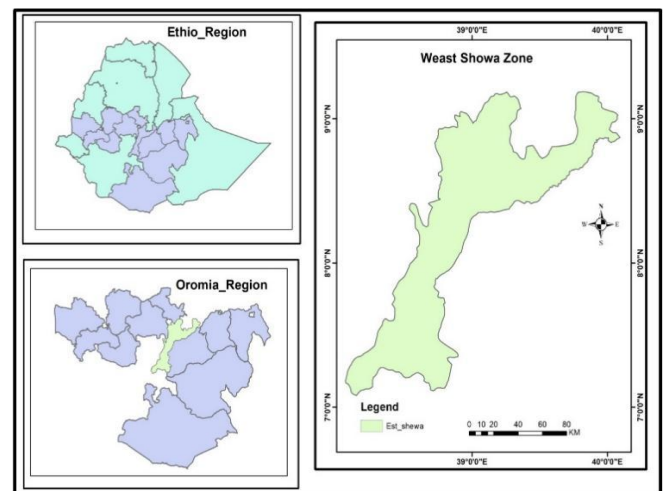 Ethio_Region
Oromia_Region
39°0'0"E 40°0'0"E
Weast Showa Zone
9°0'0"N 9°0'0"N
N
W E
S
8°0'0"N 8°0'0"N
7°0'0"N 7°0'0"N
Legend
Est_shewa
0 10 20 40 60 80
KM
39°0'0"E 40°0'0"E